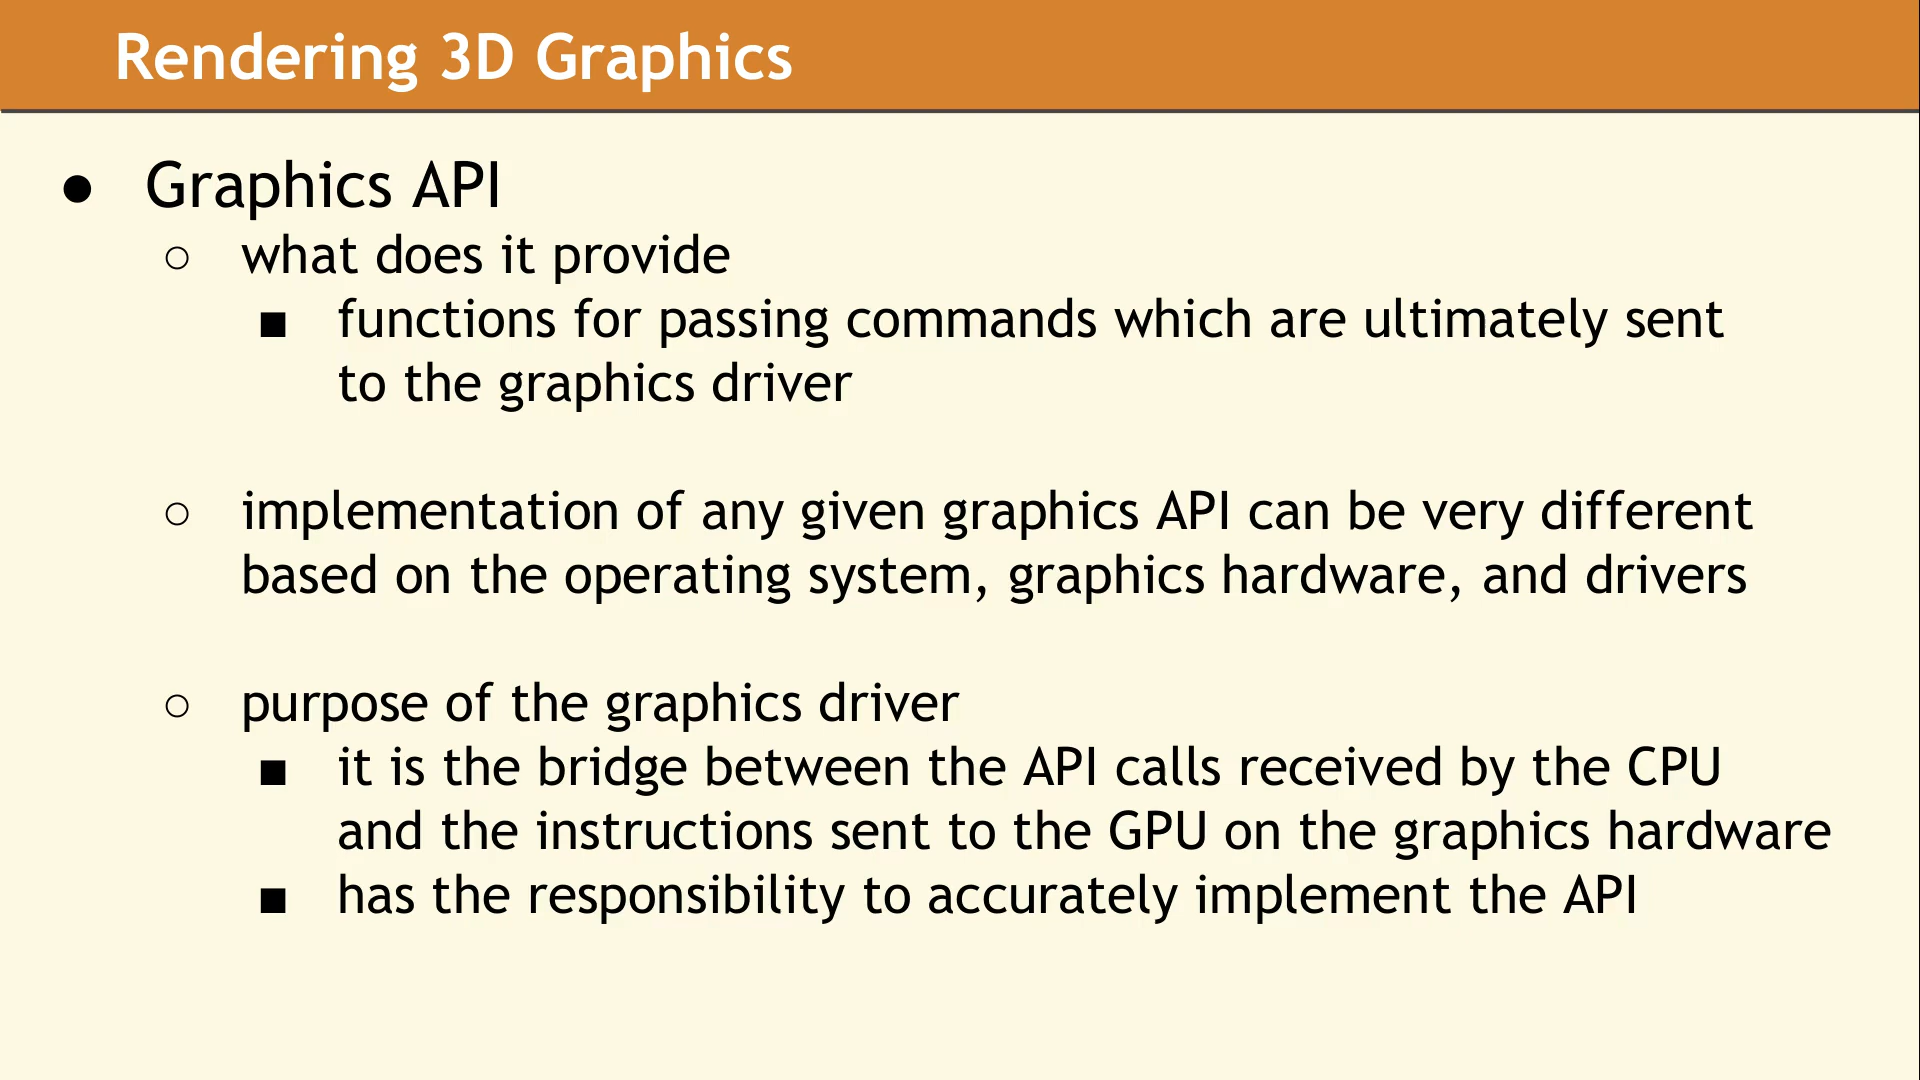 Rendering 3D Graphics
● Graphics API
○ what does it provide
■ functions for passing commands which are ultimately sent
to the graphics driver
○ implementation of any given graphics API can be very different
based on the operating system, graphics hardware, and drivers
○ purpose of the graphics driver
■ it is the bridge between the API calls received by the CPU
and the instructions sent to the GPU on the graphics hardware
■ has the responsibility to accurately implement the API